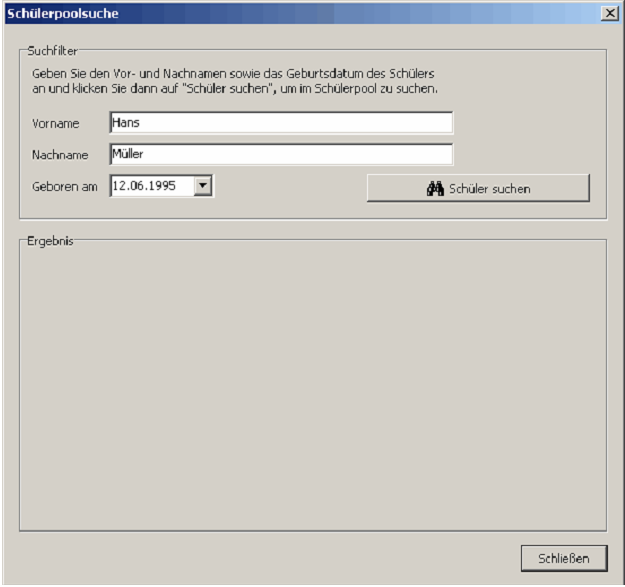 Schülerpoolsuche
Suchfilter
Geben Sie den Vor- und Nachnamen sowie das Geburtsdatum des Schülers
an und klicken Sie dann auf "Schüler suchen", um im Schülerpool zu suchen.
Vorname Hans
Nachname Müller
Geboren am 12.06.1995 Schüler suchen
Ergebnis
Schließen